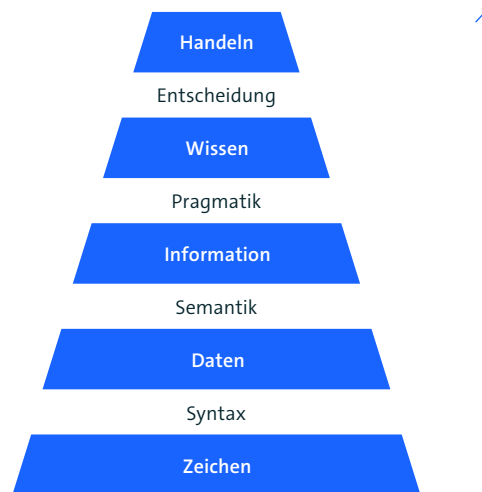 Handeln
Entscheidung
Wissen
Pragmatik
Information
Semantik
Daten
Syntax
Zeichen